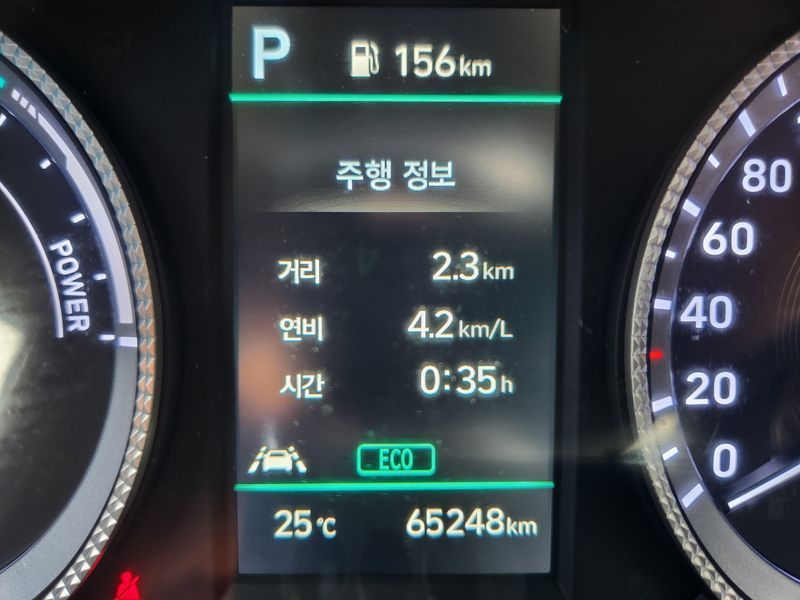 P 156km
주행 정보
거리 2.3km
연비 4.2km/L
시간 0:35h
ECO
25℃ 65248km
POWER
80
60
40
20
0